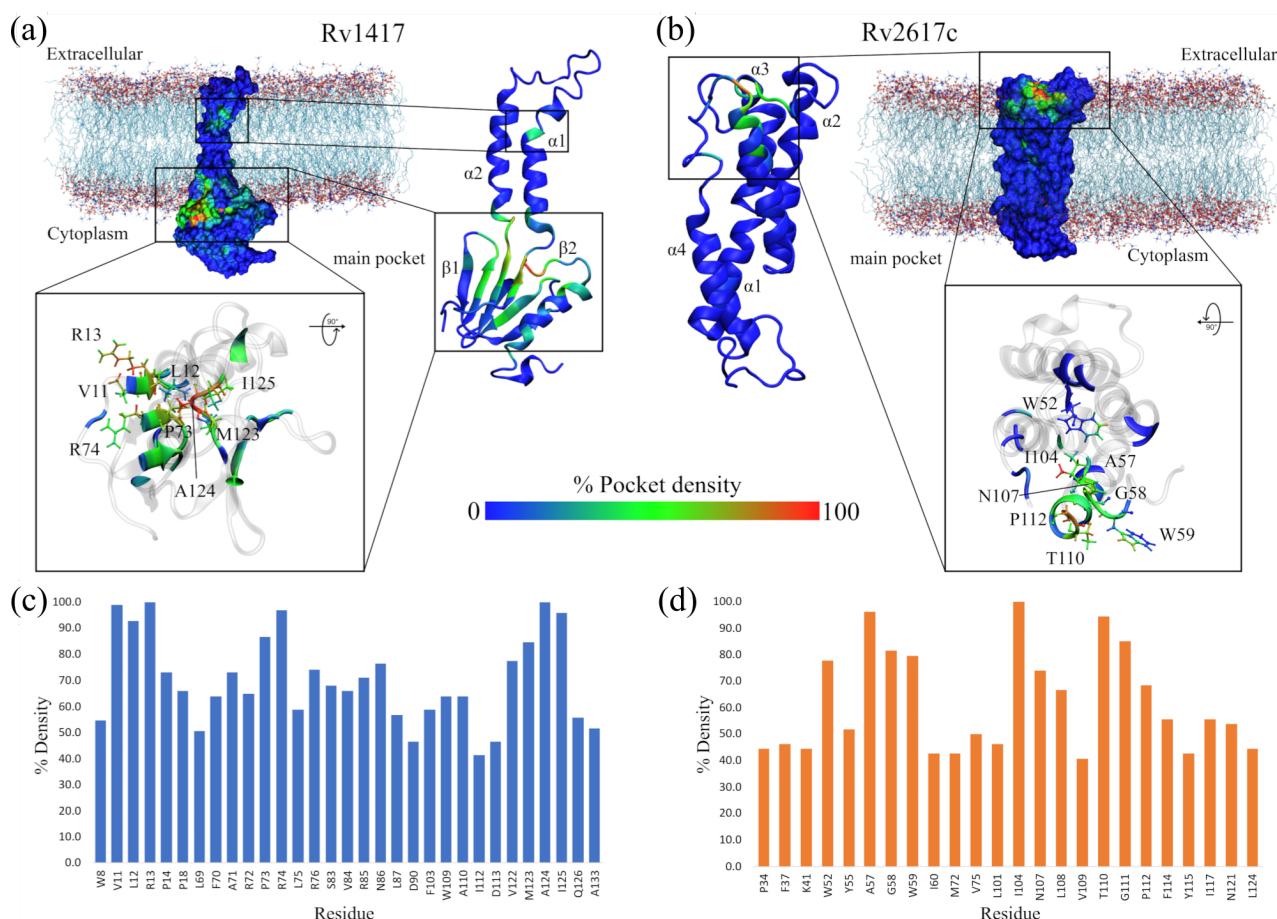 (a)
Rv1417
Extracellular
α1
α2
Cytoplasm
main pocket
β1
β2
R13
90°
L12
V11
I125
P73
M123
R74
A124
(b)
Rv2617c
α3
Extracellular
α2
α4
α1
main pocket
Cytoplasm
90°
W52
I104
A57
N107
G58
P112
W59
T110
% Pocket density
0
100
(c)
100.0
90.0
80.0
70.0
60.0
50.0
40.0
30.0
20.0
10.0
0.0
% Density
W8 V11 L12 R13 P14 P18 L69 F70 A71 R72 P73 R74 L75 R76 S83 V84 R85 N86 L87 D90 F103 W109 A110 I112 D113 V122 M123 A124 I125 Q126 A133
Residue
(d)
100.0
90.0
80.0
70.0
60.0
50.0
40.0
30.0
20.0
10.0
0.0
% Density
P34 F37 K41 W52 Y55 A57 G58 W59 I60 M72 V75 L101 I104 N107 L108 V109 T110 G111 P112 F114 Y115 I117 N121 L124
Residue